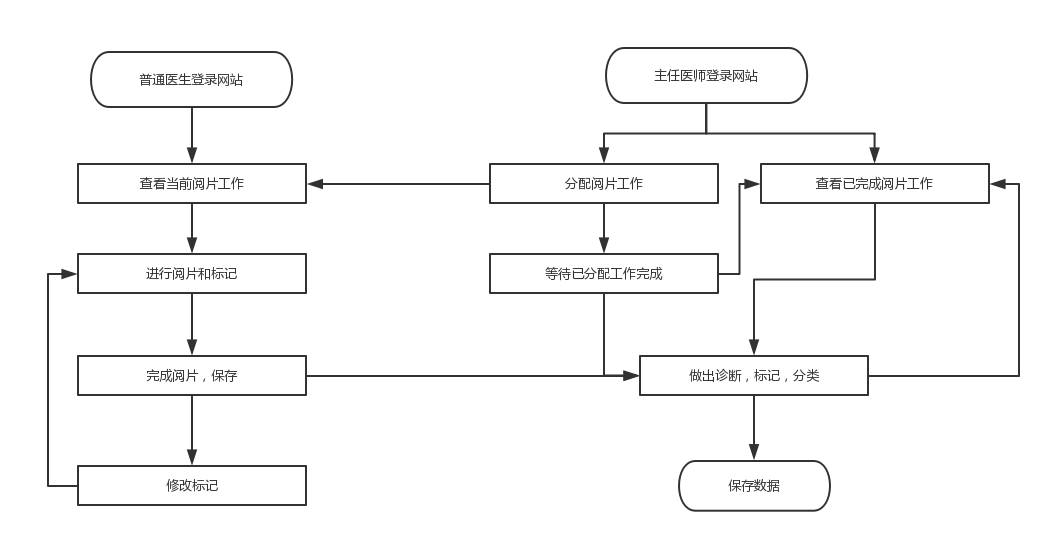 普通医生登录网站
主任医师登录网站
查看当前阅片工作
分配阅片工作
查看已完成阅片工作
进行阅片和标记
等待已分配工作完成
完成阅片，保存
做出诊断，标记，分类
修改标记
保存数据